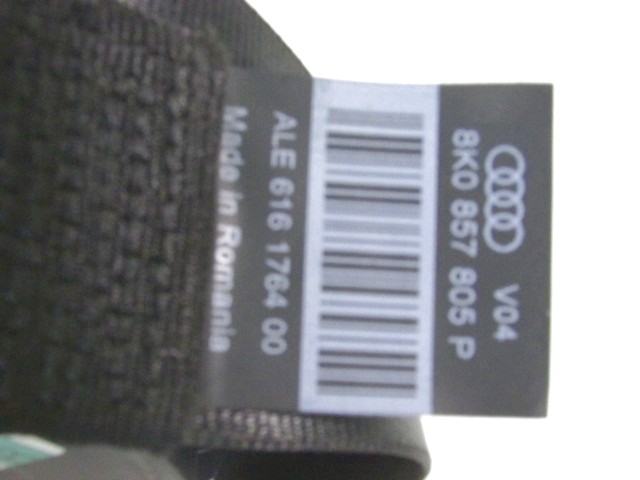 V04
8K0 857 805 P
ALE 616 1764 00
Made in Romania